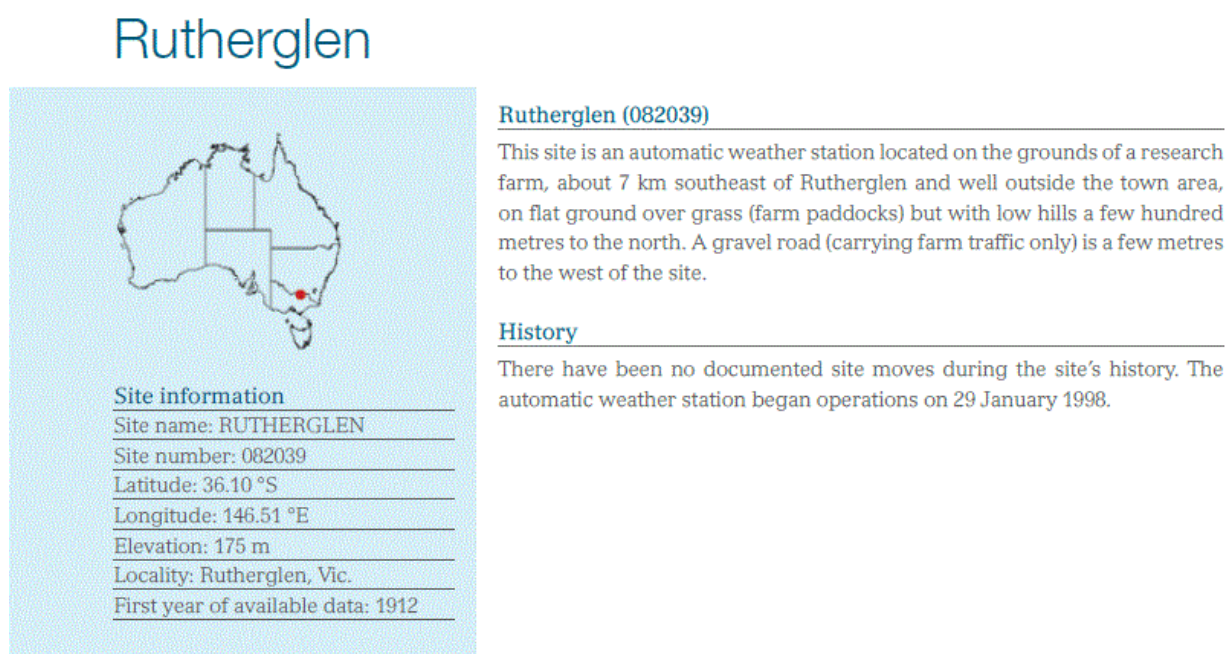 Rutherglen
Site information
Site name: RUTHERGLEN
Site number: 082039
Latitude: 36.10 °S
Longitude: 146.51 °E
Elevation: 175 m
Locality: Rutherglen, Vic.
First year of available data: 1912
Rutherglen (082039)
This site is an automatic weather station located on the grounds of a research
farm, about 7 km southeast of Rutherglen and well outside the town area,
on flat ground over grass (farm paddocks) but with low hills a few hundred
metres to the north. A gravel road (carrying farm traffic only) is a few metres
to the west of the site.
History
There have been no documented site moves during the site's history. The
automatic weather station began operations on 29 January 1998.